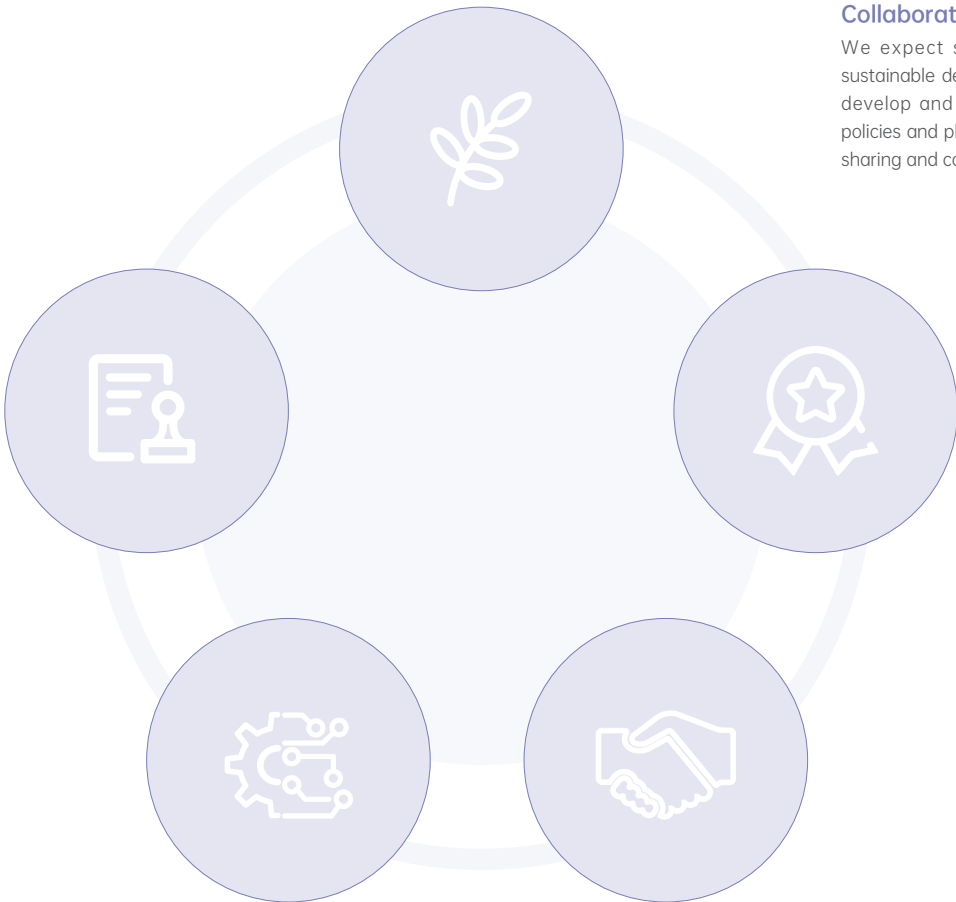 Collaborat
We expect s
sustainable de
develop and
policies and pl
sharing and co